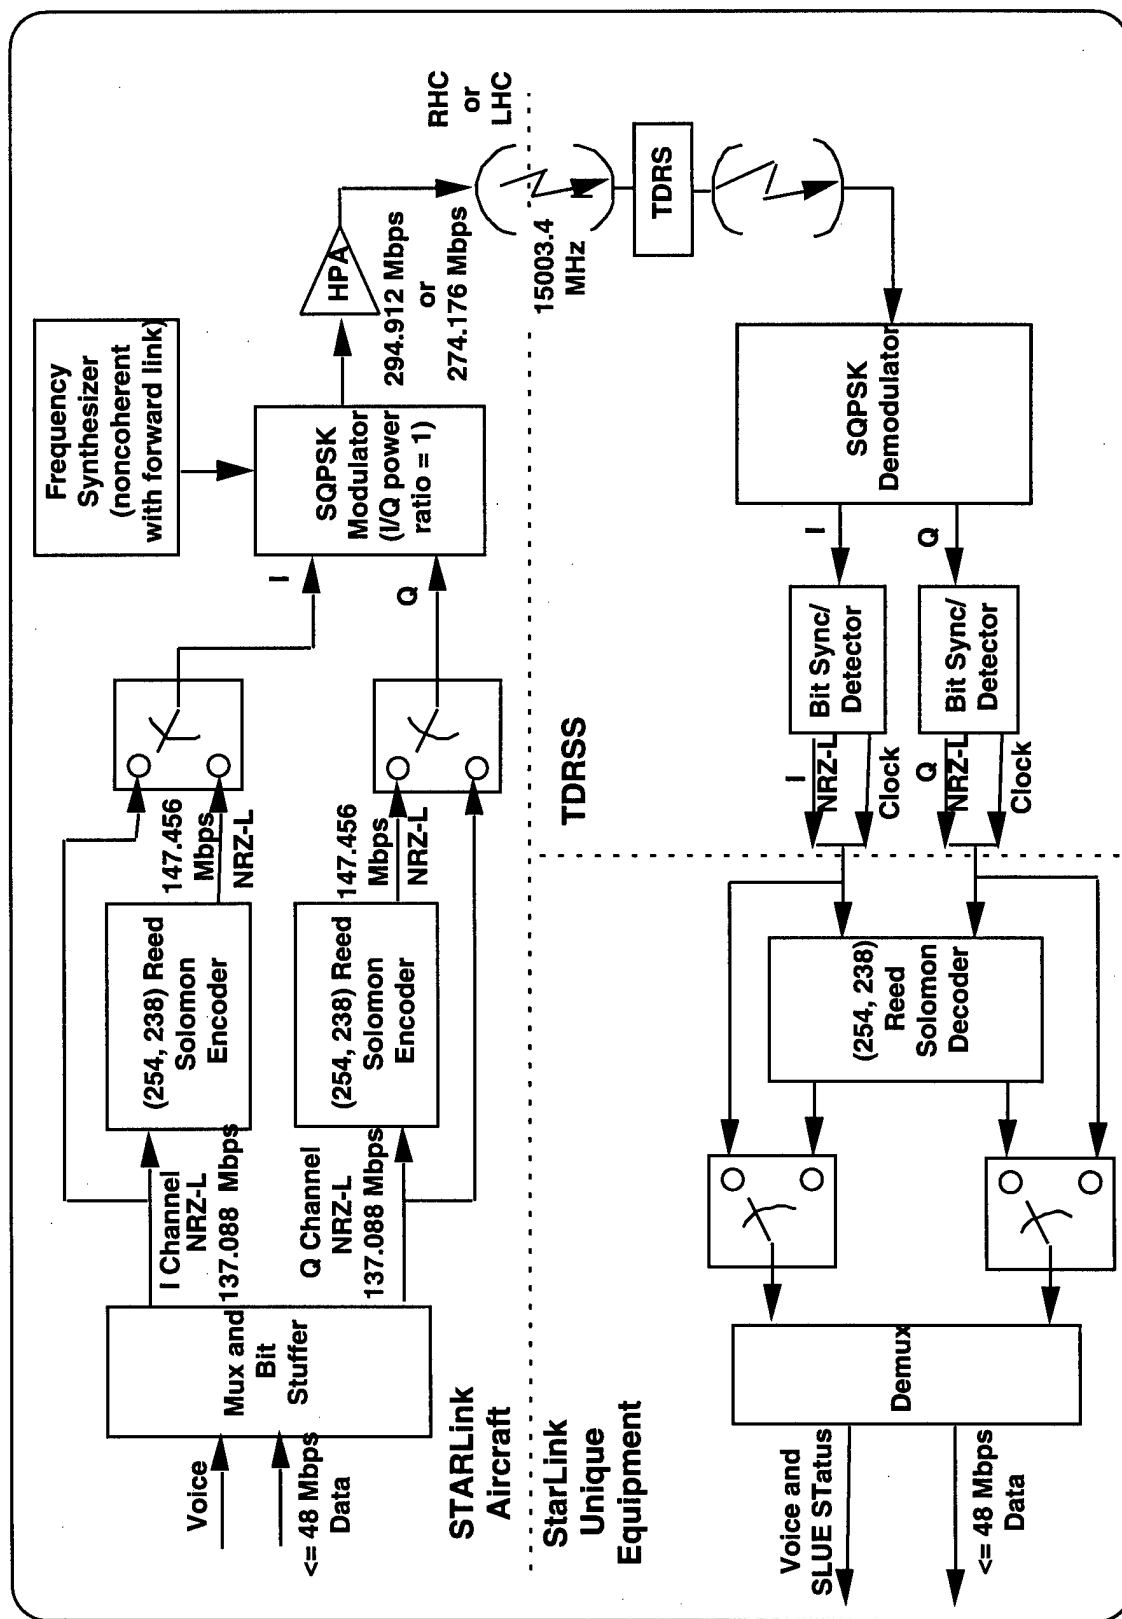 Voice
<= 48 Mbps
Data
Mux and
Bit
Stuffer
I Channel
NRZ-L
137.088 Mbps
Q Channel
NRZ-L
137.088 Mbps
(254, 238) Reed
Solomon
Encoder
(254, 238) Reed
Solomon
Encoder
147.456
Mbps
NRZ-L
147.456
Mbps
NRZ-L
I
Q
Frequency
Synthesizer
(noncoherent
with forward link)
SQPSK
Modulator
(I/Q power
ratio = 1)
HPA
294.912 Mbps
or
274.176 Mbps
RHC
or
LHC
15003.4
MHz
TDRS
STARLink
Aircraft
TDRSS
StarLink
Unique
Equipment
SQPSK
Demodulator
I
Q
Bit Sync/
Detector
Bit Sync/
Detector
I
NRZ-L
Clock
Q
NRZ-L
Clock
(254, 238)
Reed
Solomon
Decoder
Demux
Voice and
SLUE STatus
<= 48 Mbps
Data